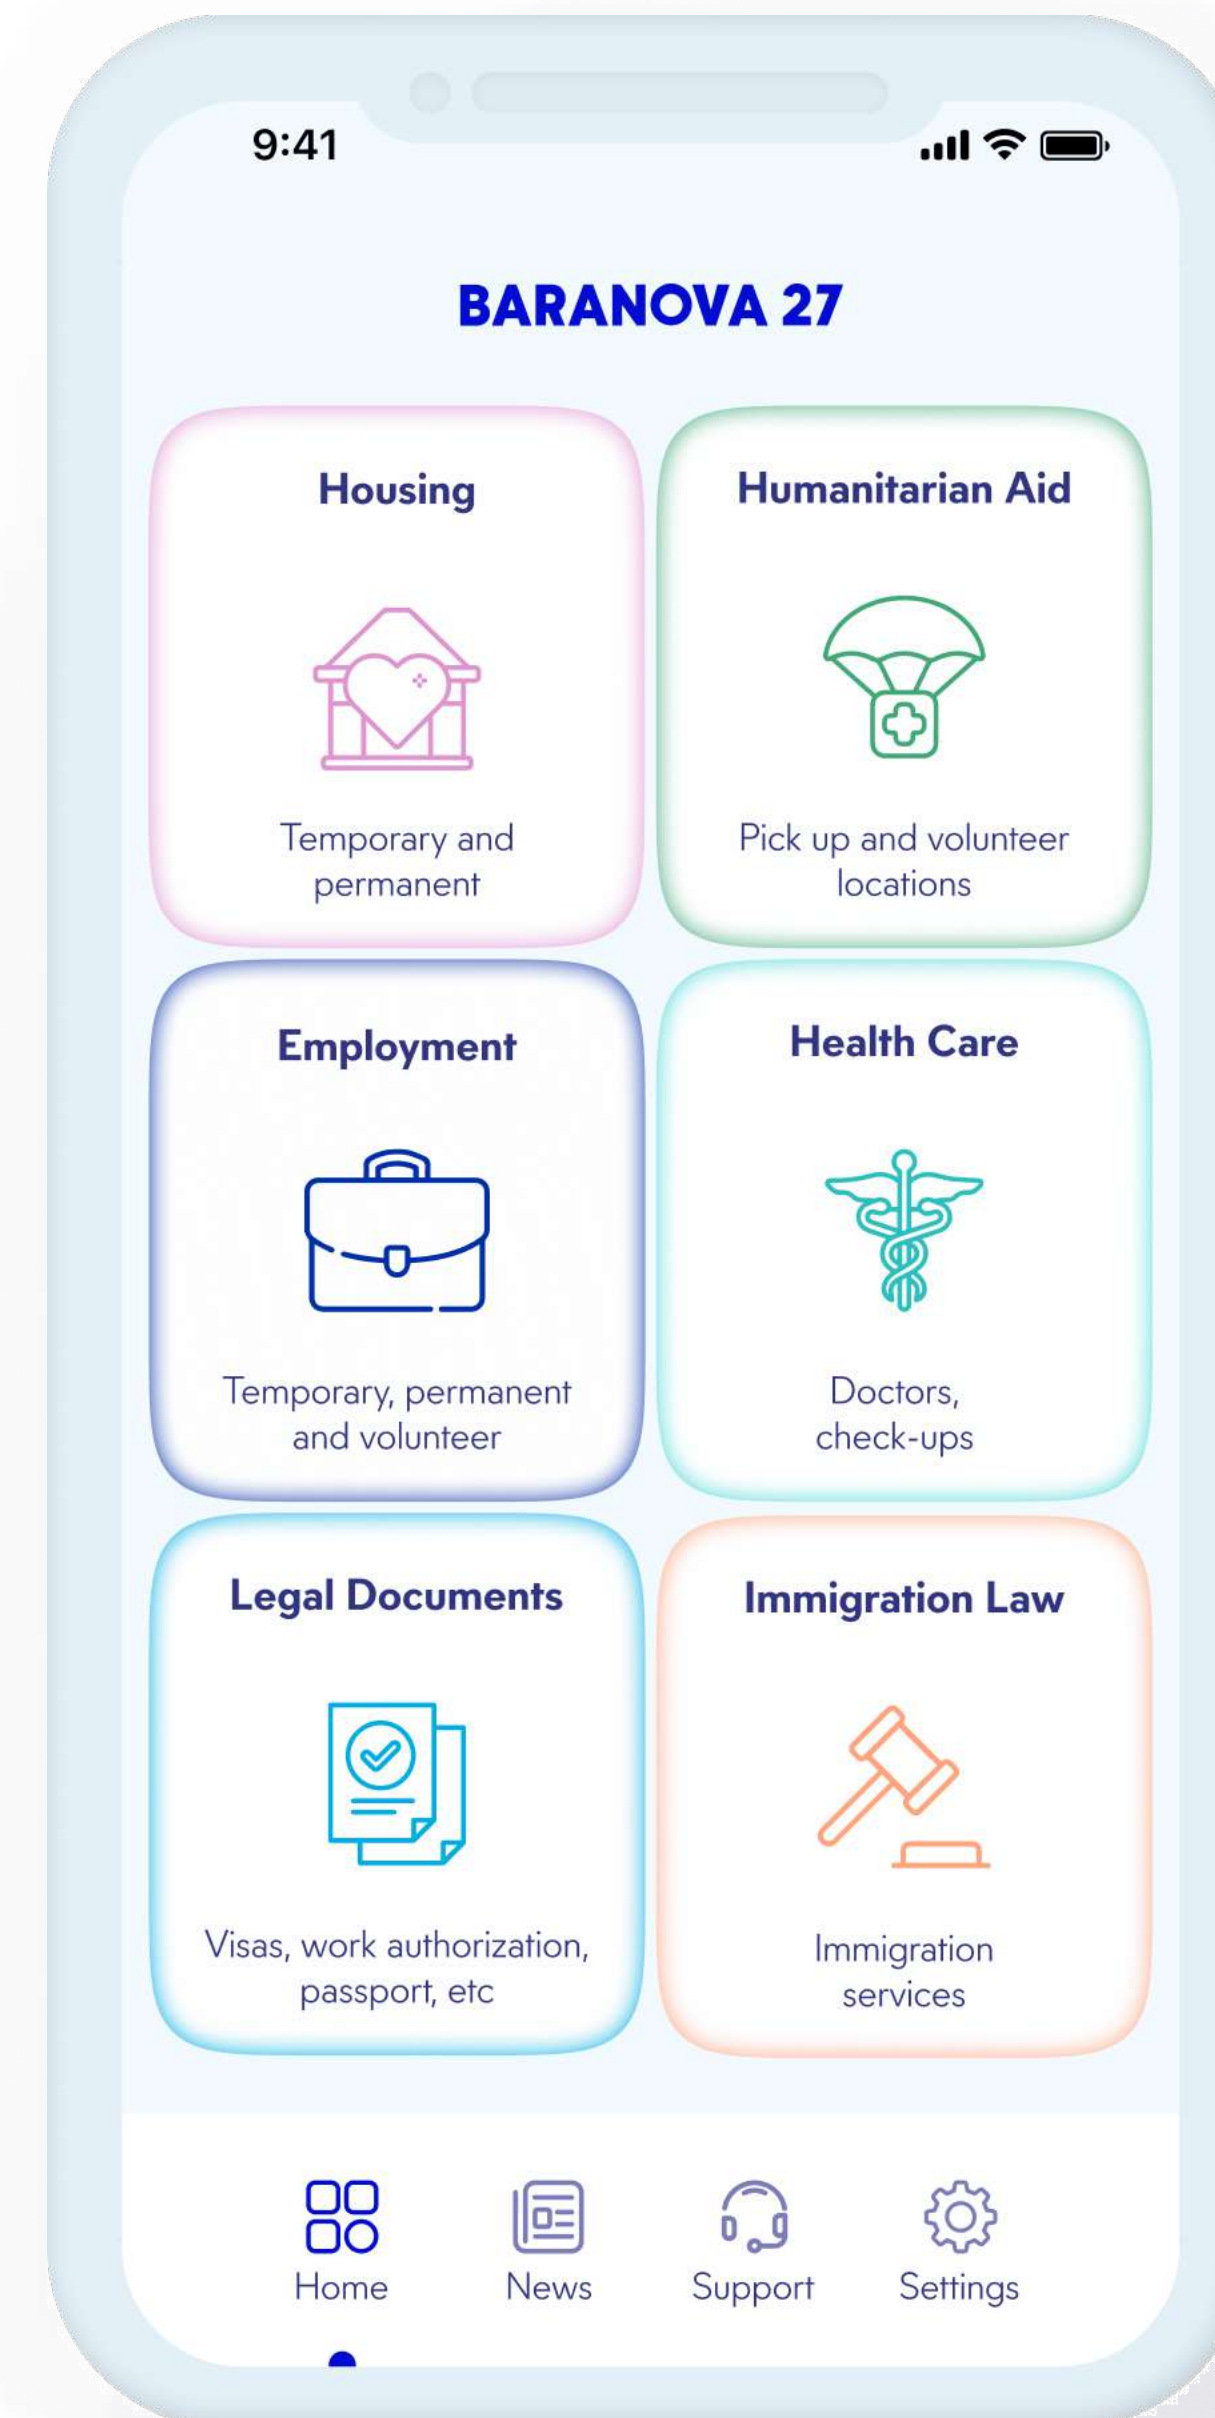 9:41
BARANOVA 27
Housing
Temporary and
permanent
Humanitarian Aid
Pick up and volunteer
locations
Employment
Temporary, permanent
and volunteer
Health Care
Doctors,
check-ups
Legal Documents
Visas, work authorization,
passport, etc
Immigration Law
Immigration
services
Home
News
Support
Settings